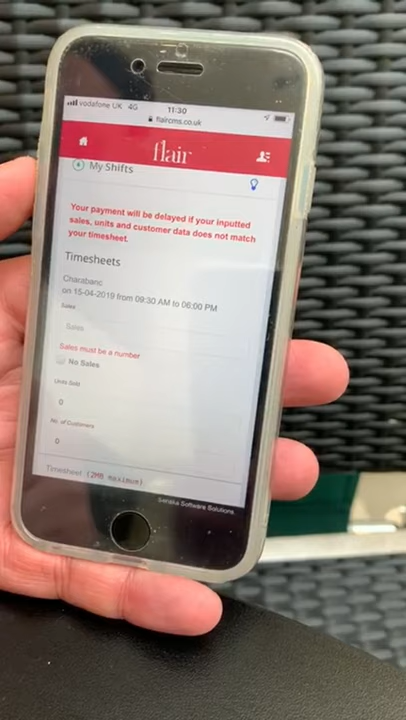 vodafone UK 4G 11:30
flaircms.co.uk
flair
My Shifts
Your payment will be delayed if your inputted
sales, units and customer data does not match
your timesheet.
Timesheets
Charabanc
on 15-04-2019 from 09:30 AM to 06:00 PM
Sales
Sales
Sales must be a number
No Sales
Units Sold
0
No. of Customers
0
Timesheet (2MB maximum)
Software Solutions